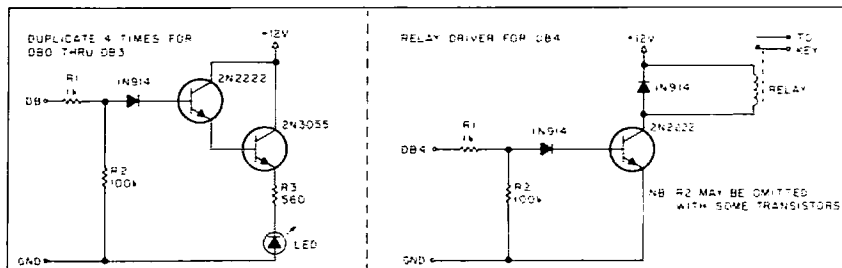 DUPLICATE 4 TIMES FOR
DB0 THRU DB3
+12V
R1
1k
1N914
2N2222
DB
2N3055
R2
100k
R3
560
LED
GND
RELAY DRIVER FOR DB4
+12V
TO
KEY
1N914
RELAY
R1
1k
1N914
2N2222
DB4
R2
100k
NB R2 MAY BE OMITTED
WITH SOME TRANSISTORS
GND